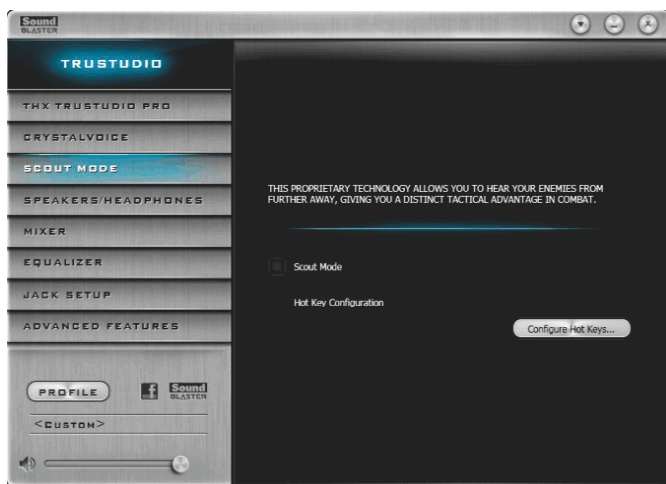 Sound
BLASTER
TRUSTUDIO
THX TRUSTUDIO PRO
CRYSTALVOICE
SCOUT MODE
SPEAKERS/HEADPHONES
MIXER
EQUALIZER
JACK SETUP
ADVANCED FEATURES
PROFILE
f
Sound
BLASTER
<CUSTOM>
THIS PROPRIETARY TECHNOLOGY ALLOWS YOU TO HEAR YOUR ENEMIES FROM
FURTHER AWAY, GIVING YOU A DISTINCT TACTICAL ADVANTAGE IN COMBAT.
Scout Mode
Hot Key Configuration
Configure Hot Keys...